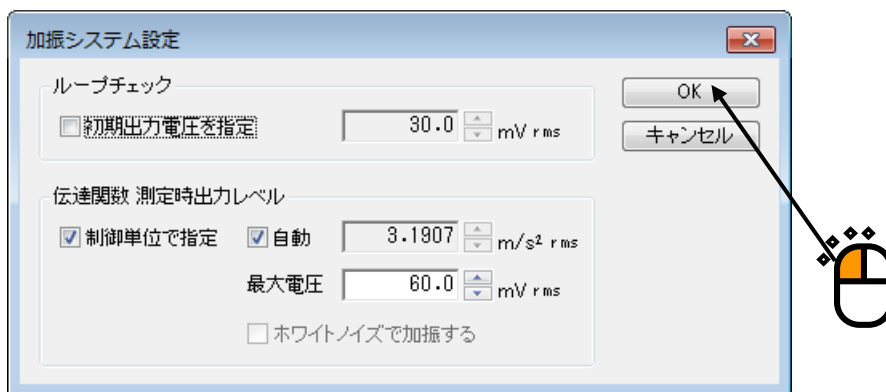 加振システム設定
ループチェック
初期出力電圧を指定 30.0 mV rms
OK
キャンセル
伝達関数 測定時出力レベル
制御単位で指定 自動 3.1907 m/s² rms
最大電圧 60.0 mV rms
ホワイトノイズで加振する